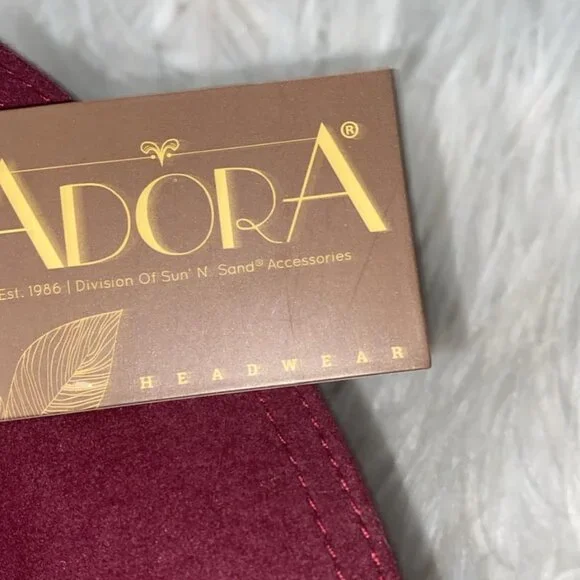 ADORA®
Est. 1986 | Division Of Sun' N' Sand® Accessories
HEADWEAR